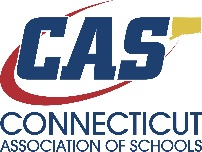 CAS
CONNECTICUT
ASSOCIATION OF SCHOOLS